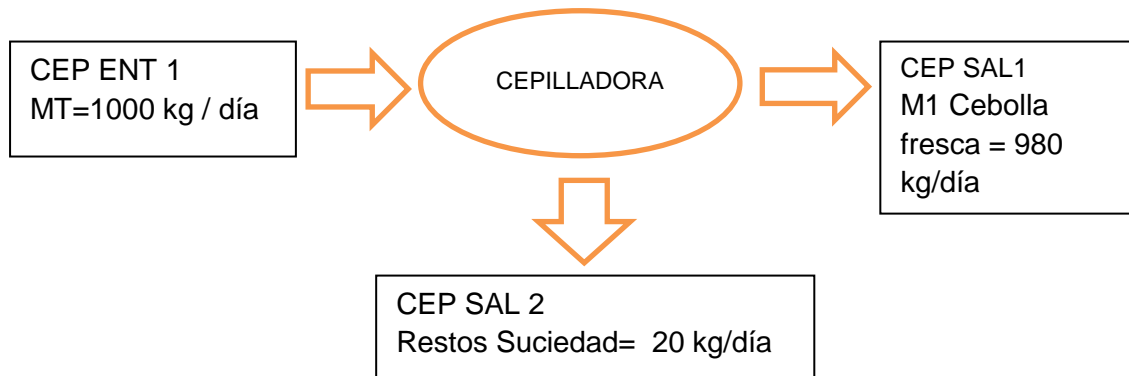 CEP ENT 1
MT=1000 kg / día
CEPILLADORA
CEP SAL1
M1 Cebolla
fresca = 980
kg/día
CEP SAL 2
Restos Suciedad= 20 kg/día